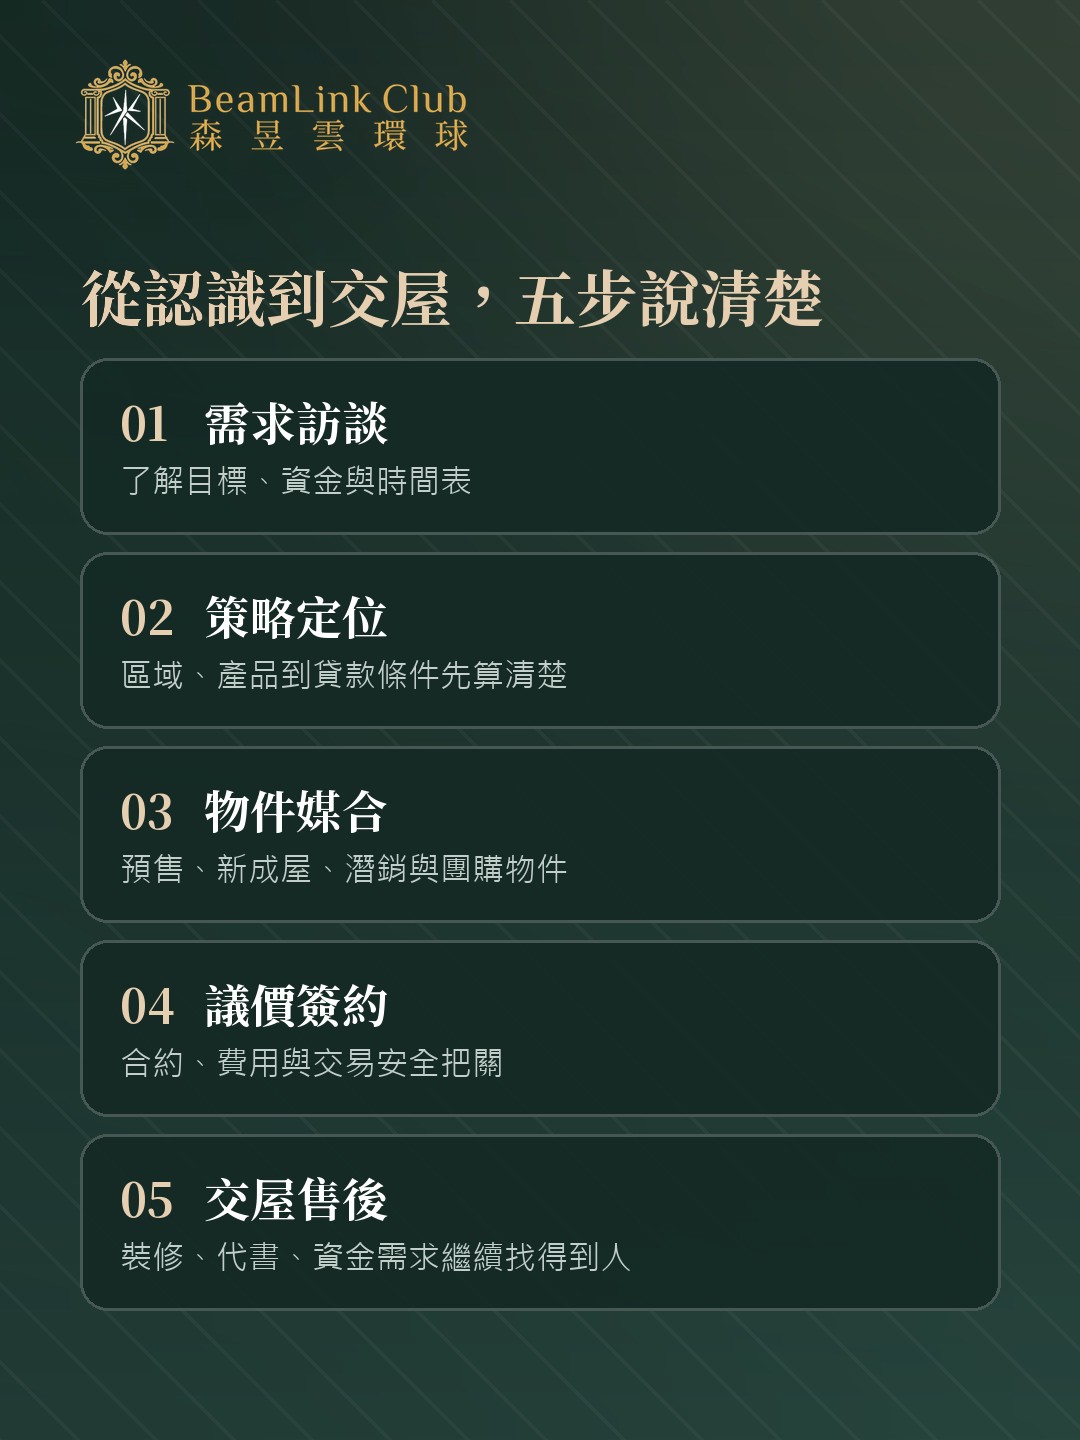 BeamLink Club
森昱雲環球
從認識到交屋，五步說清楚
01 需求訪談
了解目標、資金與時間表
02 策略定位
區域、產品到貸款條件先算清楚
03 物件媒合
預售、新成屋、潛銷與團購物件
04 議價簽約
合約、費用與交易安全把關
05 交屋售後
裝修、代書、資金需求繼續找得到人